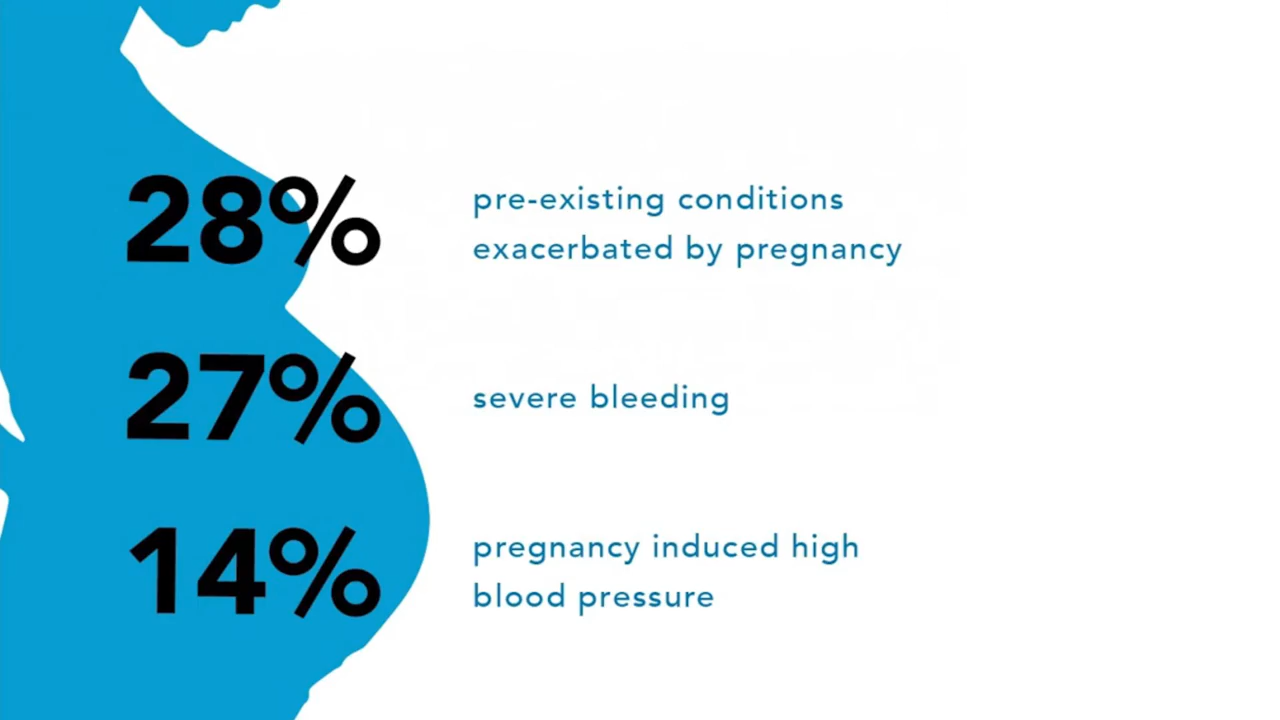 28%
pre-existing conditions
exacerbated by pregnancy
27%
severe bleeding
14%
pregnancy induced high
blood pressure